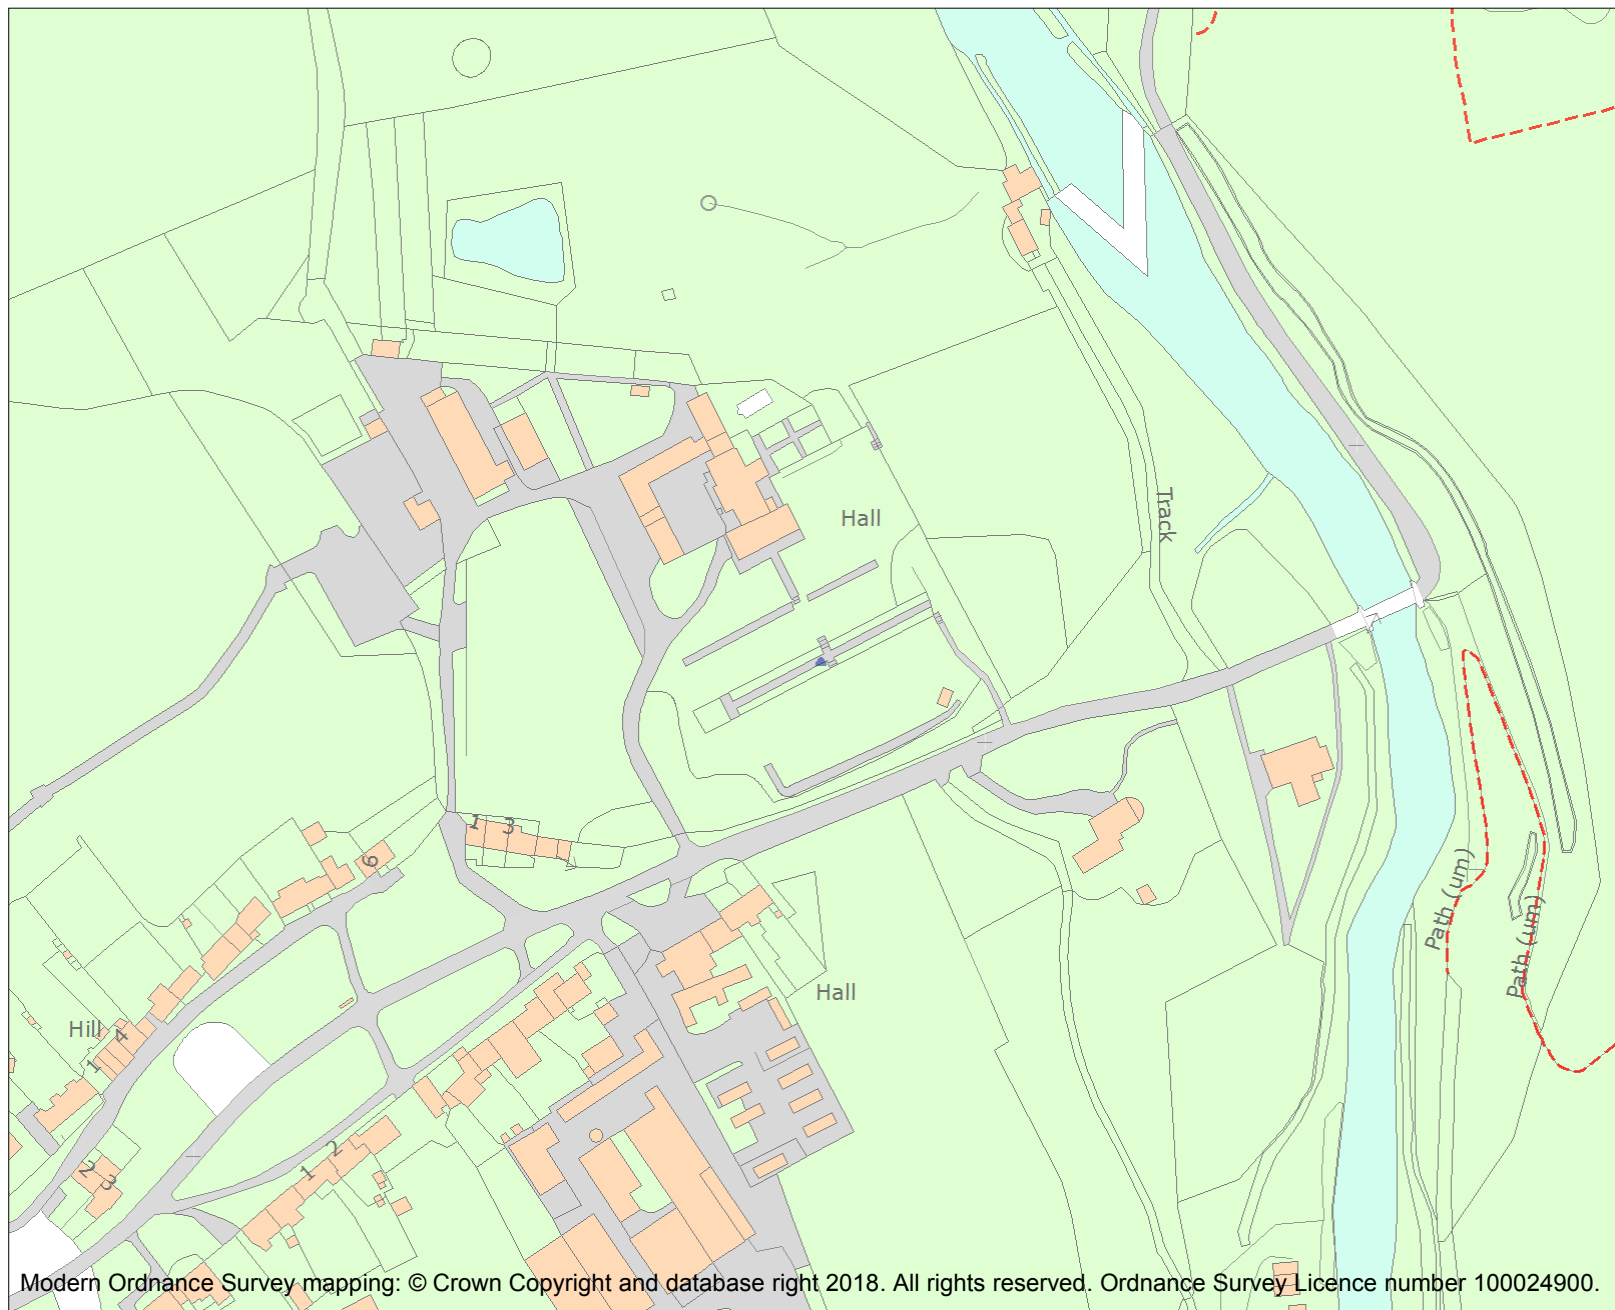 Hall
Track
1 3
6
Path (um)
Path (um)
Hall
Hill
1 4
2
3
1 2
Modern Ordnance Survey mapping: © Crown Copyright and database right 2018. All rights reserved. Ordnance Survey Licence number 100024900.